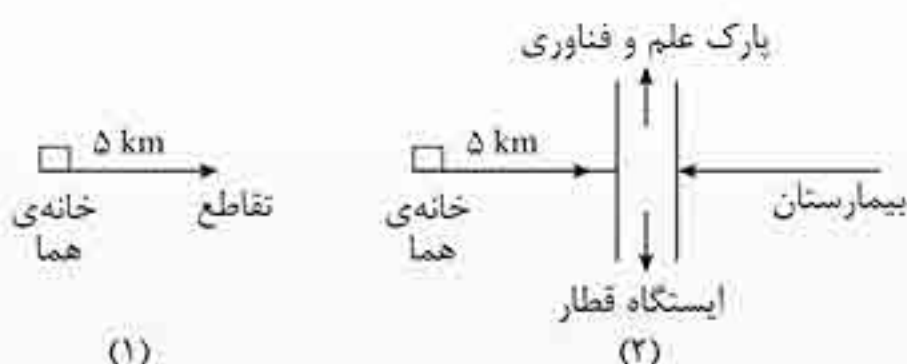 پارک علم و فناوری
۵ km
۵ km
خانه‌ی
هما
تقاطع
خانه‌ی
هما
بیمارستان
ایستگاه قطار
(۱)
(۲)